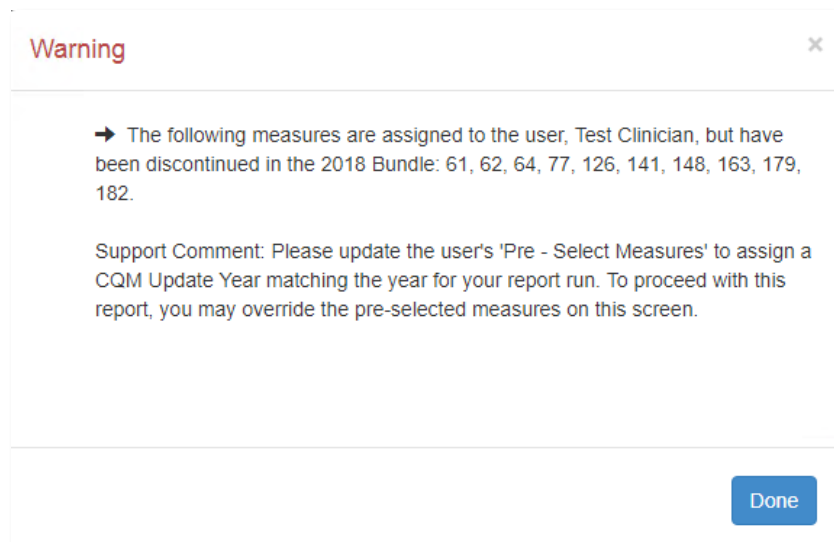 Warning
×
➔ The following measures are assigned to the user, Test Clinician, but have
been discontinued in the 2018 Bundle: 61, 62, 64, 77, 126, 141, 148, 163, 179,
182.
Support Comment: Please update the user's 'Pre - Select Measures' to assign a
CQM Update Year matching the year for your report run. To proceed with this
report, you may override the pre-selected measures on this screen.
Done